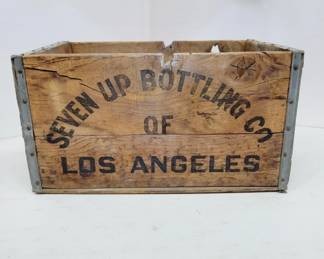 SEVEN UP BOTTLING CO
OF
LOS ANGELES